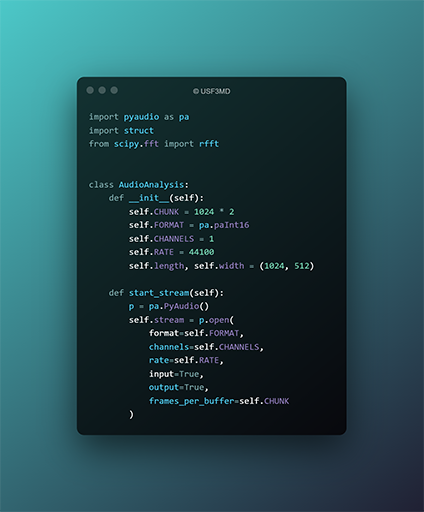 © USF3MD
import pyaudio as pa
import struct
from scipy.fft import rfft
class AudioAnalysis:
    def __init__(self):
        self.CHUNK = 1024 * 2
        self.FORMAT = pa.paInt16
        self.CHANNELS = 1
        self.RATE = 44100
        self.length, self.width = (1024, 512)
    def start_stream(self):
        p = pa.PyAudio()
        self.stream = p.open(
            format=self.FORMAT,
            channels=self.CHANNELS,
            rate=self.RATE,
            input=True,
            output=True,
            frames_per_buffer=self.CHUNK
        )